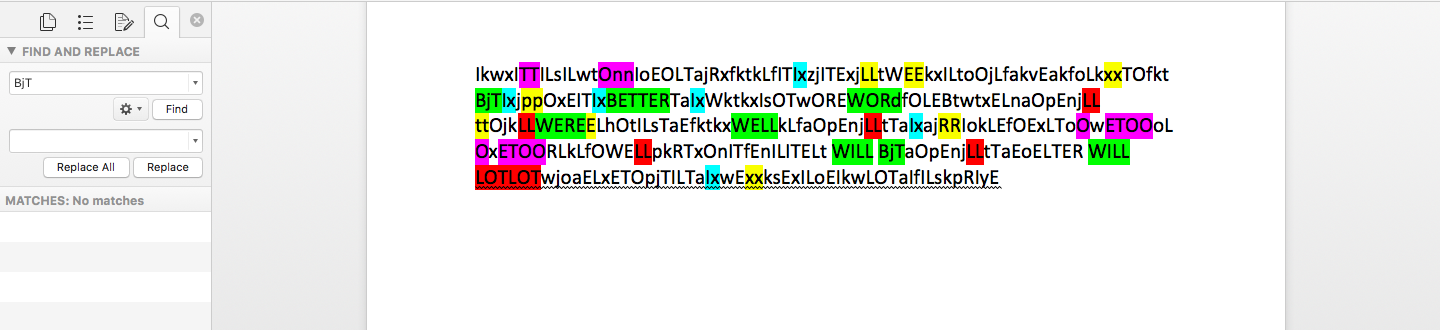 FIND AND REPLACE
BjT
Find
Replace All
Replace
MATCHES: No matches
IkwxITTILsILwtOnnIoEOLTajRxfktkLfITIxzjITExjLLtWEEkxILtoOjLfakvEakfoLkxxTOfkt
BjTIxjppOxEITIxBETTERTaIxWktkxIsOTwOREWORdfOLEBtwtxELnaOpEnjLL
ttOjkLLWEREELhOtILsTaEfktkxWELLkLfaOpEnjLLtTaIxajRRIokLEfOExLToOwETOOoL
OxETOORLkLfOWELLpkRTxOnITfEnILITELt WILL BjTaOpEnjLLtTaEoELTER WILL
LOTLOTwjoaELxETOpjTILTaIxwExxksExILoEIkwLOTaIfILskpRIyE